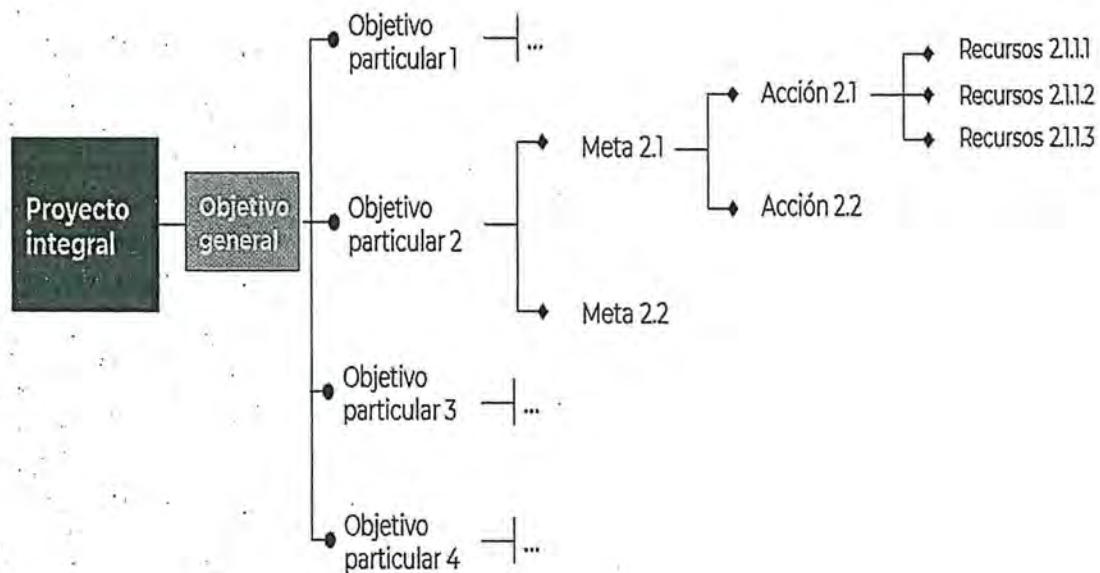 Proyecto
integral
Objetivo
general
Objetivo
particular 1
...
Objetivo
particular 2
Meta 2.1
Acción 2.1
Recursos 2.1.1.1
Recursos 2.1.1.2
Recursos 2.1.1.3
Acción 2.2
Meta 2.2
Objetivo
particular 3
...
Objetivo
particular 4
...